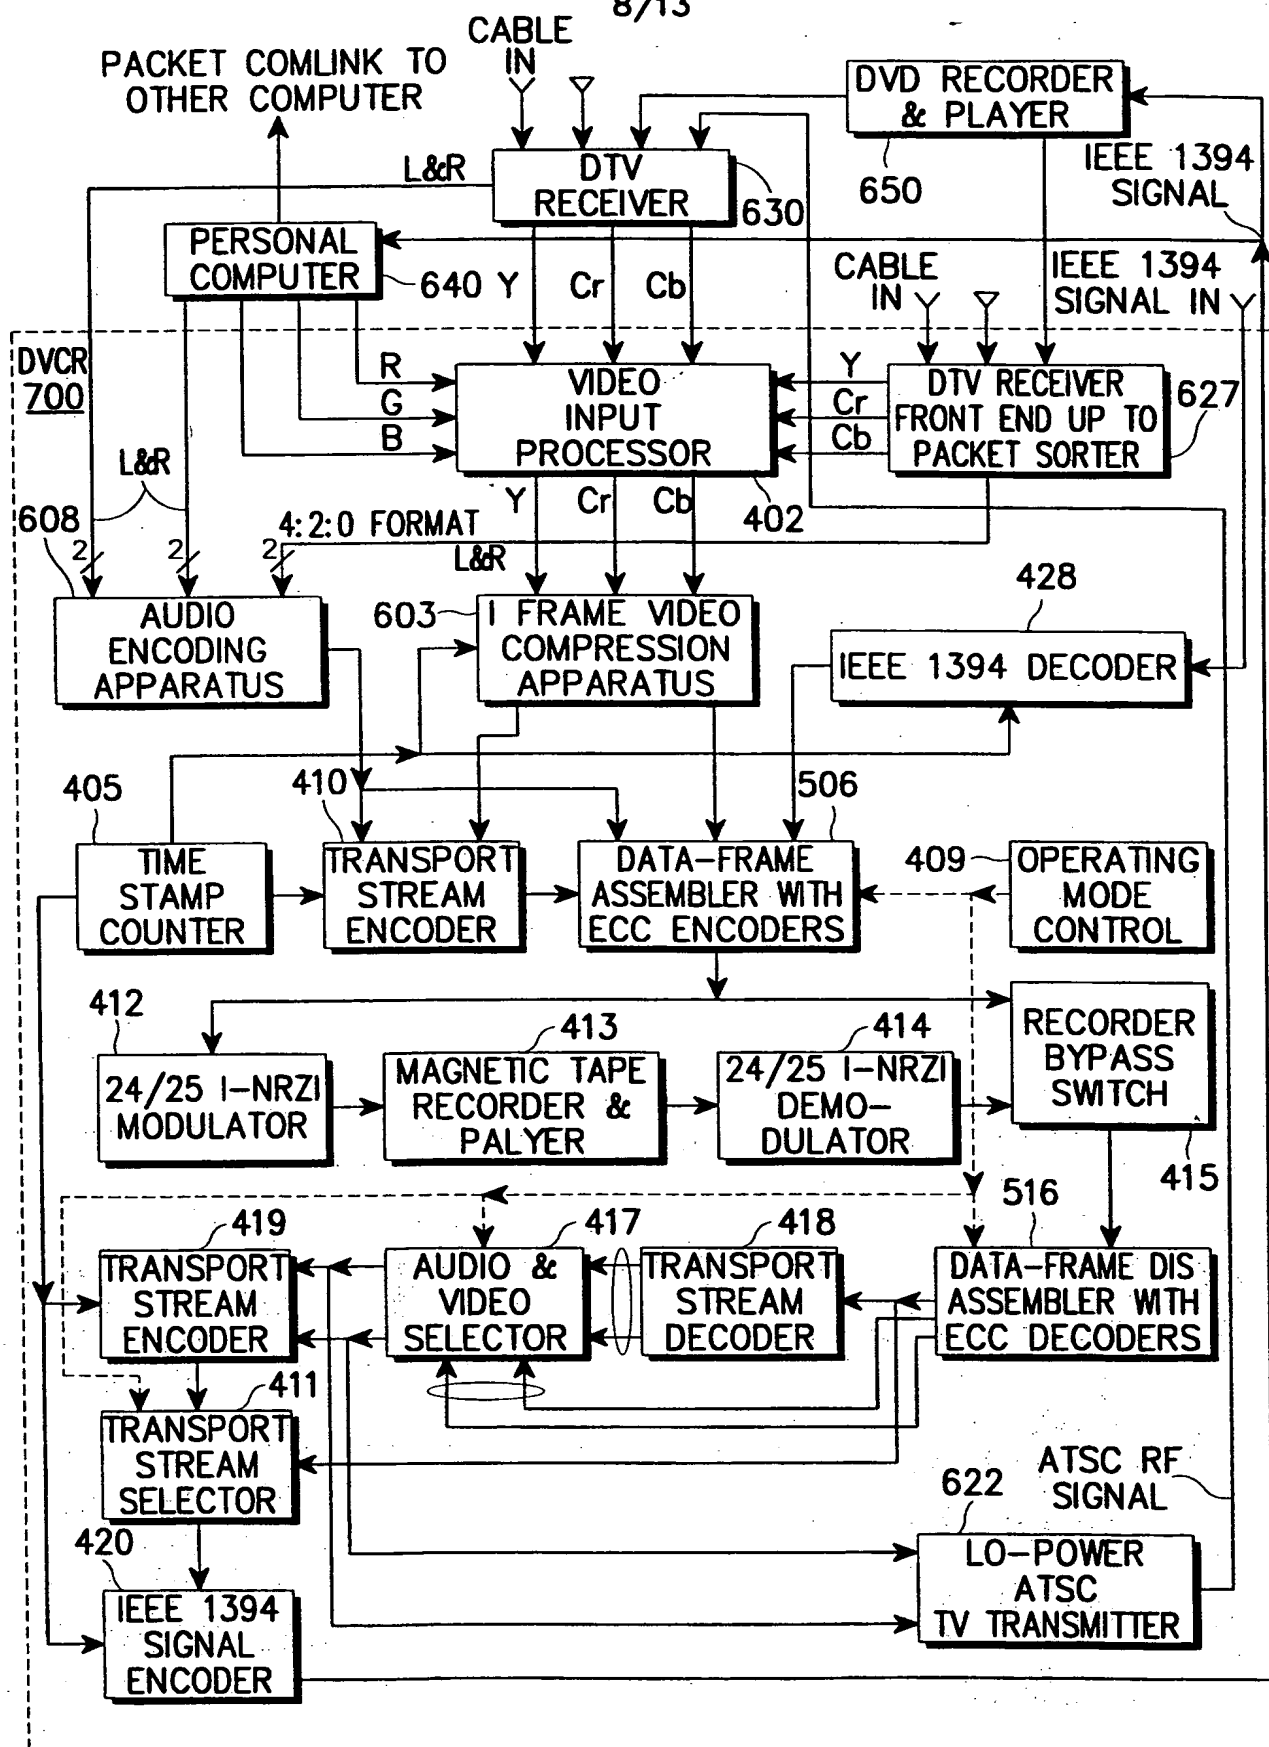 8/13
CABLE
IN
PACKET COMLINK TO
OTHER COMPUTER
DVD RECORDER
& PLAYER
650
IEEE 1394
SIGNAL
L&R
DTV
RECEIVER
630
PERSONAL
COMPUTER
640
Y
Cr
Cb
CABLE
IN
IEEE 1394
SIGNAL IN
DVCR
700
R
G
B
VIDEO
INPUT
PROCESSOR
402
Y
Cr
Cb
DTV RECEIVER
FRONT END UP TO
PACKET SORTER
627
L&R
Y
Cr
Cb
608
4:2:0 FORMAT
L&R
2
2
2
AUDIO
ENCODING
APPARATUS
603
I FRAME VIDEO
COMPRESSION
APPARATUS
428
IEEE 1394 DECODER
405
TIME
STAMP
COUNTER
410
TRANSPORT
STREAM
ENCODER
506
DATA-FRAME
ASSEMBLER WITH
ECC ENCODERS
409
OPERATING
MODE
CONTROL
412
24/25 I-NRZI
MODULATOR
413
MAGNETIC TAPE
RECORDER &
PALYER
414
24/25 I-NRZI
DEMO-
DULATOR
RECORDER
BYPASS
SWITCH
415
419
TRANSPORT
STREAM
ENCODER
417
AUDIO &
VIDEO
SELECTOR
418
TRANSPORT
STREAM
DECODER
516
DATA-FRAME DIS
ASSEMBLER WITH
ECC DECODERS
411
TRANSPORT
STREAM
SELECTOR
ATSC RF
SIGNAL
622
LO-POWER
ATSC
TV TRANSMITTER
420
IEEE 1394
SIGNAL
ENCODER